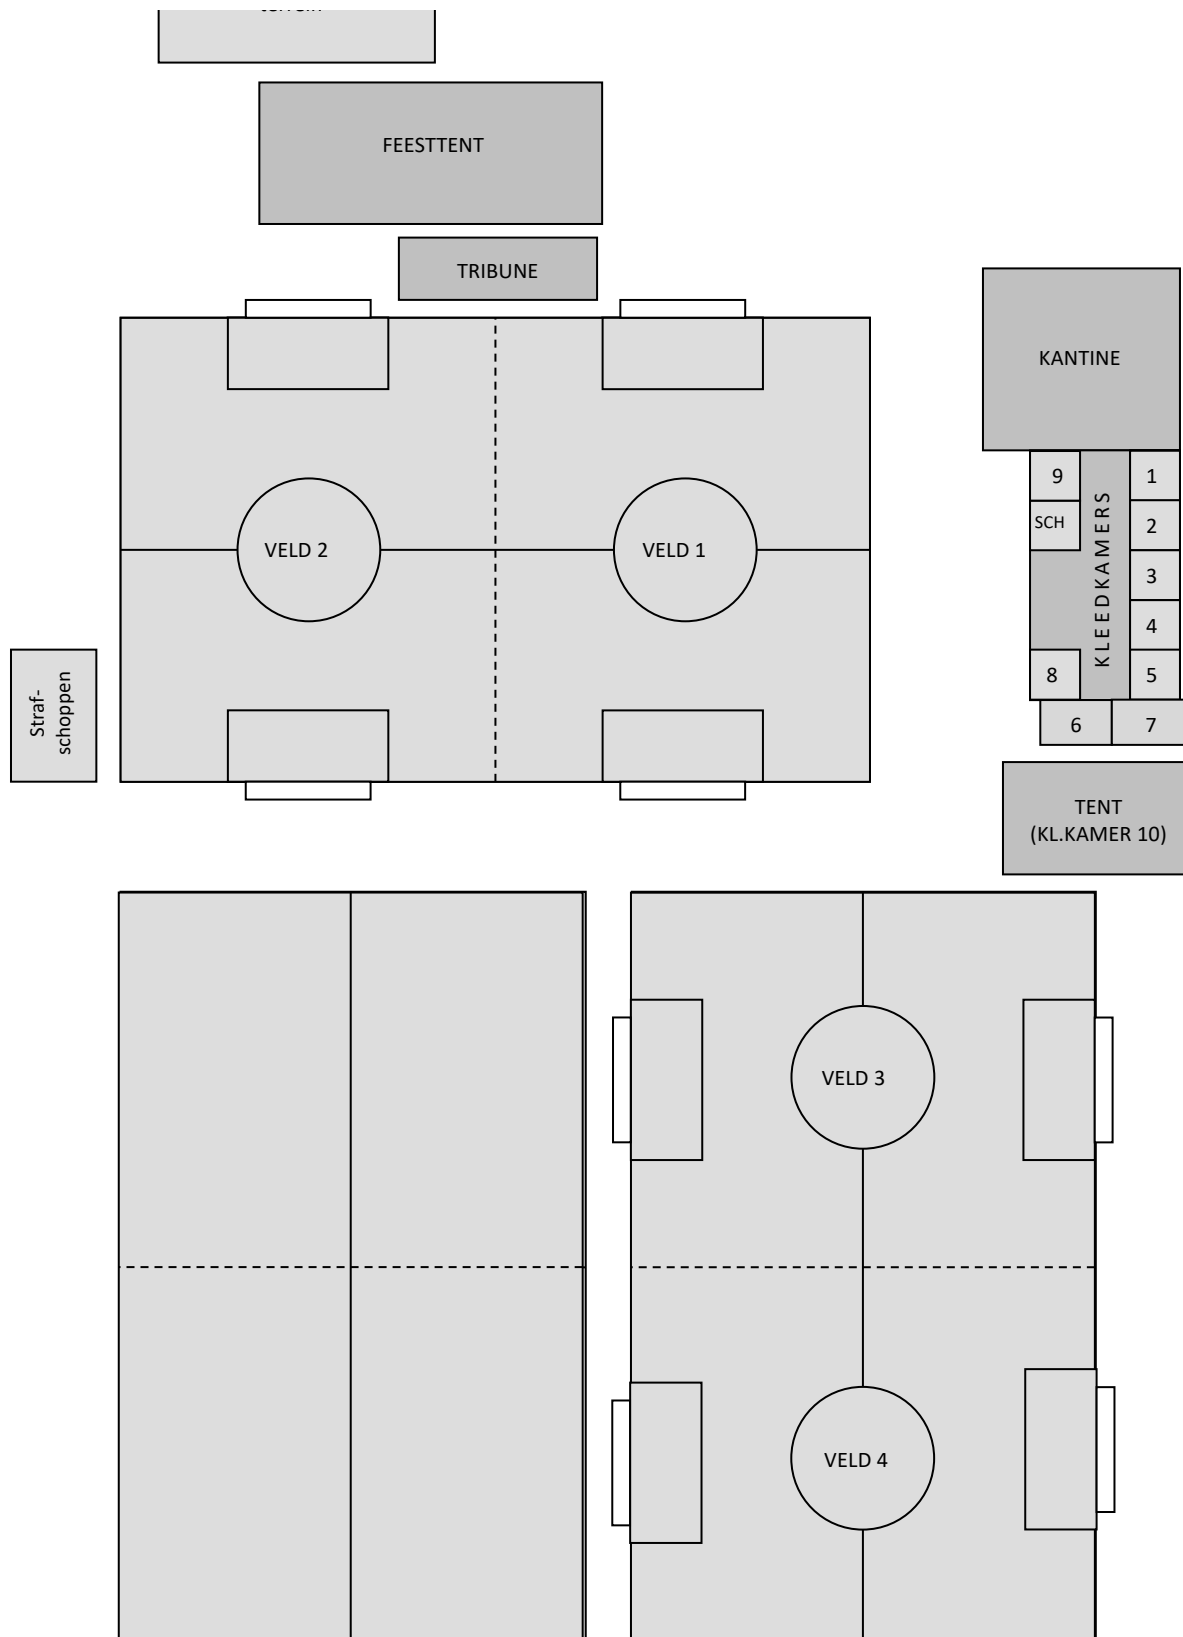 FEESTTENT
TRIBUNE
KANTINE
9
1
SCH
2
KLEEDKAMERS
3
4
8
5
6
7
VELD 2
VELD 1
Straf-
schoppen
TENT
(KL.KAMER 10)
VELD 3
VELD 4